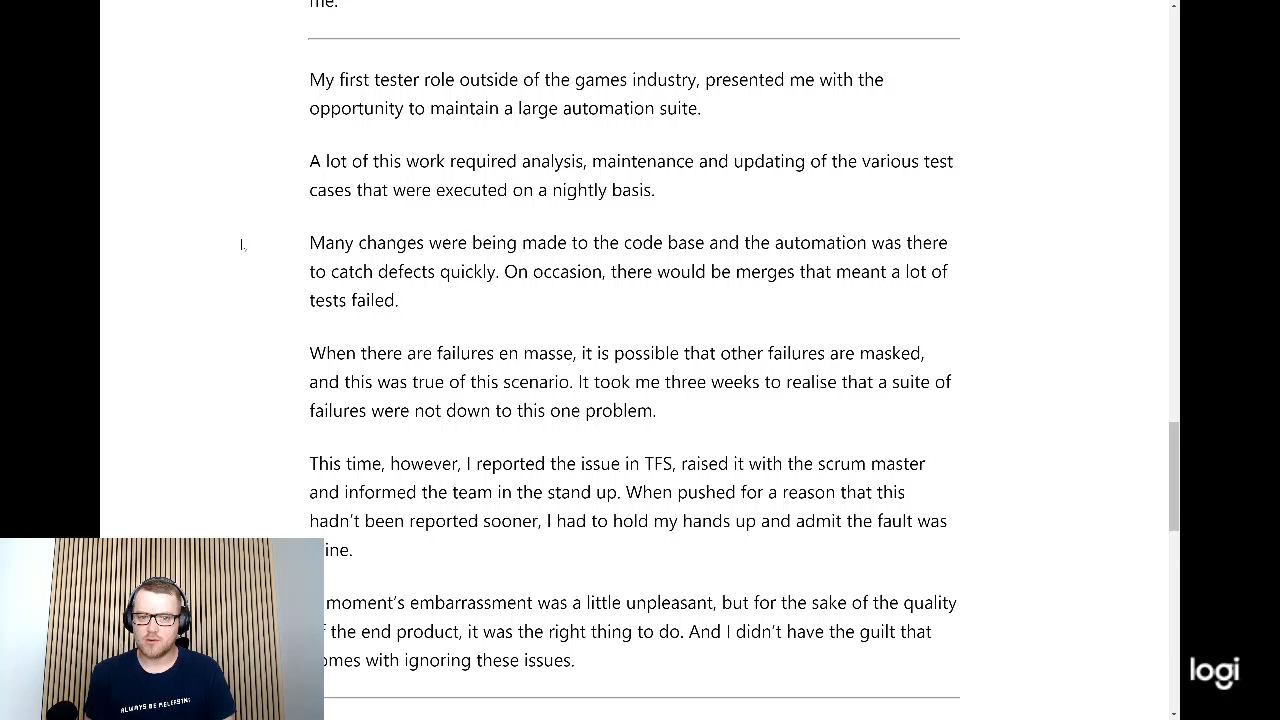 me.
My first tester role outside of the games industry, presented me with the
opportunity to maintain a large automation suite.
A lot of this work required analysis, maintenance and updating of the various test
cases that were executed on a nightly basis.
Many changes were being made to the code base and the automation was there
to catch defects quickly. On occasion, there would be merges that meant a lot of
tests failed.
When there are failures en masse, it is possible that other failures are masked,
and this was true of this scenario. It took me three weeks to realise that a suite of
failures were not down to this one problem.
This time, however, I reported the issue in TFS, raised it with the scrum master
and informed the team in the stand up. When pushed for a reason that this
hadn't been reported sooner, I had to hold my hands up and admit the fault was
ine.
moment's embarrassment was a little unpleasant, but for the sake of the quality
the end product, it was the right thing to do. And I didn't have the guilt that
omes with ignoring these issues.
ALWAYS BE RELEASING
logi